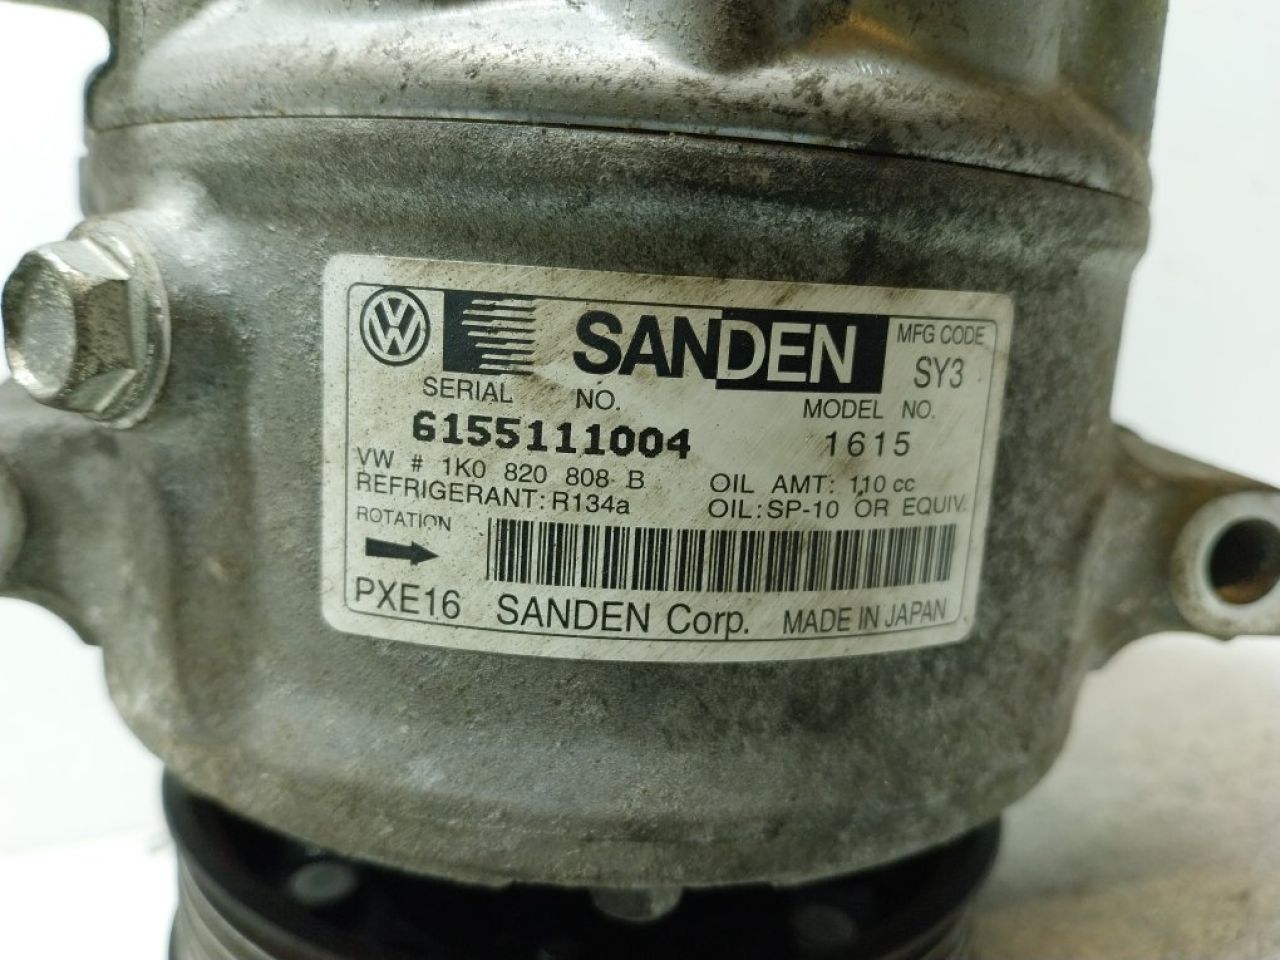 SANDEN
MFG CODE
SY3
SERIAL NO.
6155111004
MODEL NO.
1615
VW # 1K0 820 808 B
REFRIGERANT: R134a
OIL AMT: 110 cc
OIL: SP-10 OR EQUIV.
ROTATION
PXE16 SANDEN Corp. MADE IN JAPAN